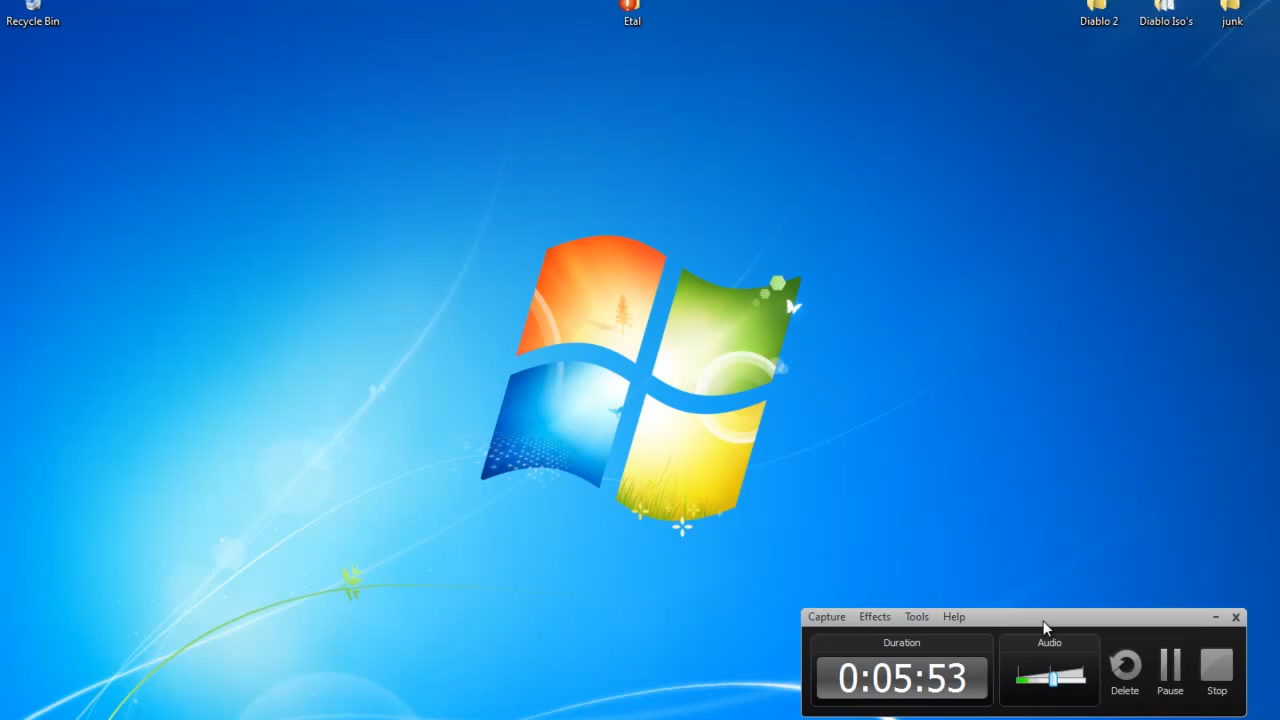 Recycle Bin
Etal
Diablo 2
Diablo Iso's
junk
Capture Effects Tools Help
Duration
Audio
0:05:53
Delete
Pause
Stop